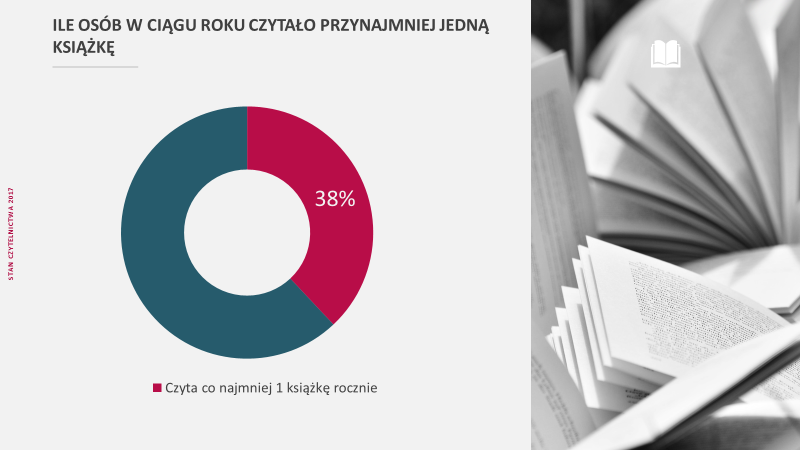 ILE OSÓB W CIĄGU ROKU CZYTAŁO PRZYNAJMNIEJ JEDNĄ
KSIĄŻKĘ
38%
STAN CZYTELNICTWA 2017
Czyta co najmniej 1 książkę rocznie